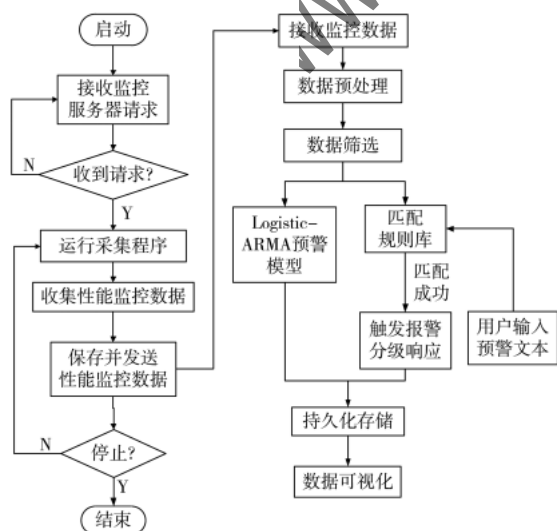 启动
接收监控
服务器请求
N
收到请求?
Y
运行采集程序
收集性能监控数据
保存并发送
性能监控数据
N
停止?
Y
结束
接收监控数据
数据预处理
数据筛选
Logistic-
ARMA预警
模型
匹配
规则库
匹配
成功
触发报警
分级响应
用户输入
预警文本
持久化存储
数据可视化